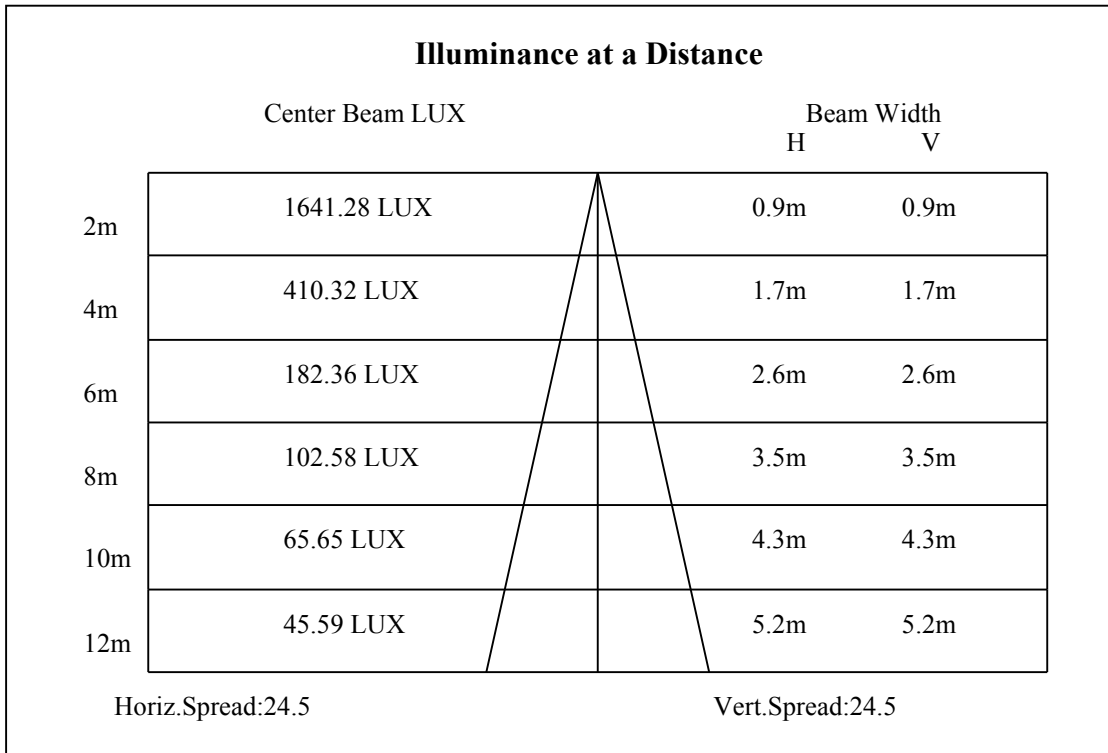 Illuminance at a Distance
Center Beam LUX Beam Width
H V
2m 1641.28 LUX 0.9m 0.9m
4m 410.32 LUX 1.7m 1.7m
6m 182.36 LUX 2.6m 2.6m
8m 102.58 LUX 3.5m 3.5m
10m 65.65 LUX 4.3m 4.3m
12m 45.59 LUX 5.2m 5.2m
Horiz.Spread:24.5 Vert.Spread:24.5